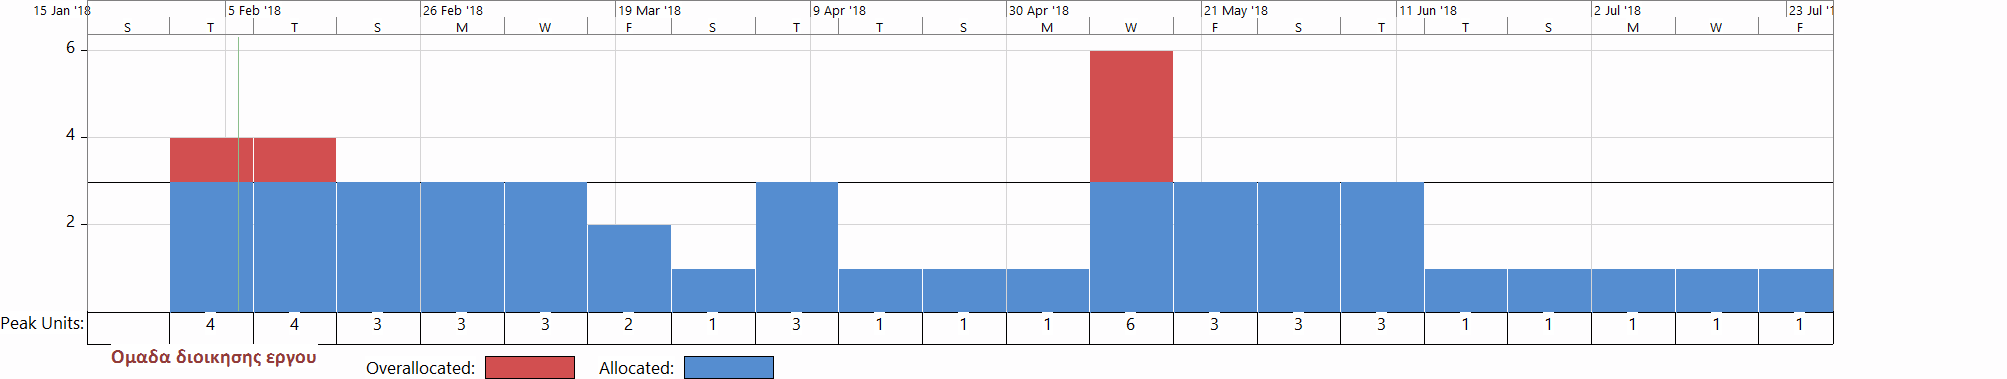 15 Jan '18 5 Feb '18 26 Feb '18 19 Mar '18 9 Apr '18 30 Apr '18 21 May '18 11 Jun '18 2 Jul '18 23 Jul '1
S T T S M W F S T T S M W F S T T S M W F
6
4
2
Peak Units: 4 4 3 3 3 2 1 3 1 1 1 6 3 3 3 1 1 1 1 1
Ομαδα διοικησης εργου
Overallocated: Allocated: